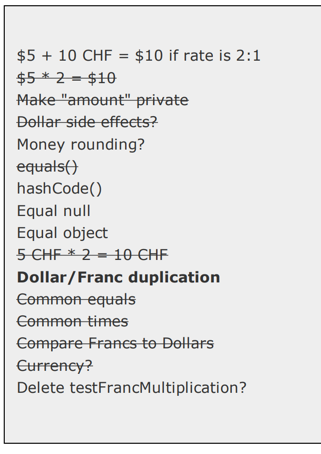 $5 + 10 CHF = $10 if rate is 2:1
$5 * 2 = $10
Make "amount" private
Dollar side effects?
Money rounding?
equals()
hashCode()
Equal null
Equal object
5 CHF * 2 = 10 CHF
Dollar/Franc duplication
Common equals
Common times
Compare Francs to Dollars
Currency?
Delete testFrancMultiplication?